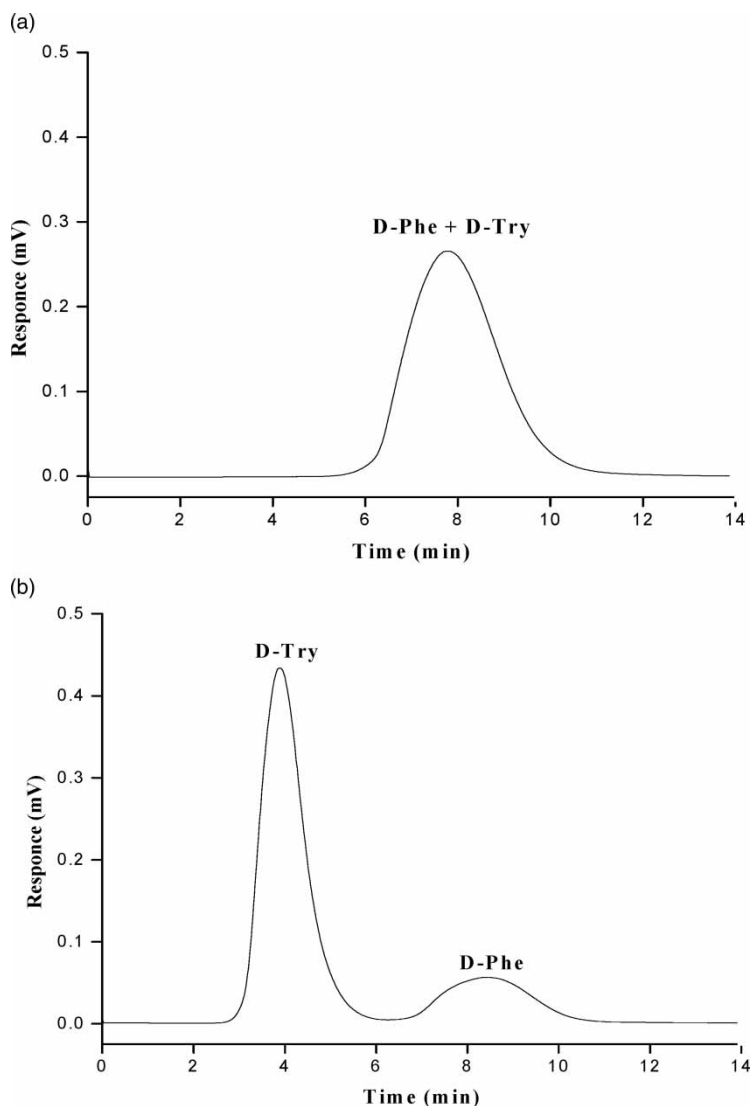 (a)
0.5
0.4
0.3
D-Phe + D-Try
0.2
0.1
0.0
Responce (mV)
0 2 4 6 8 10 12 14
Time (min)
(b)
0.5
D-Try
0.4
0.3
0.2
0.1
D-Phe
0.0
Responce (mV)
0 2 4 6 8 10 12 14
Time (min)